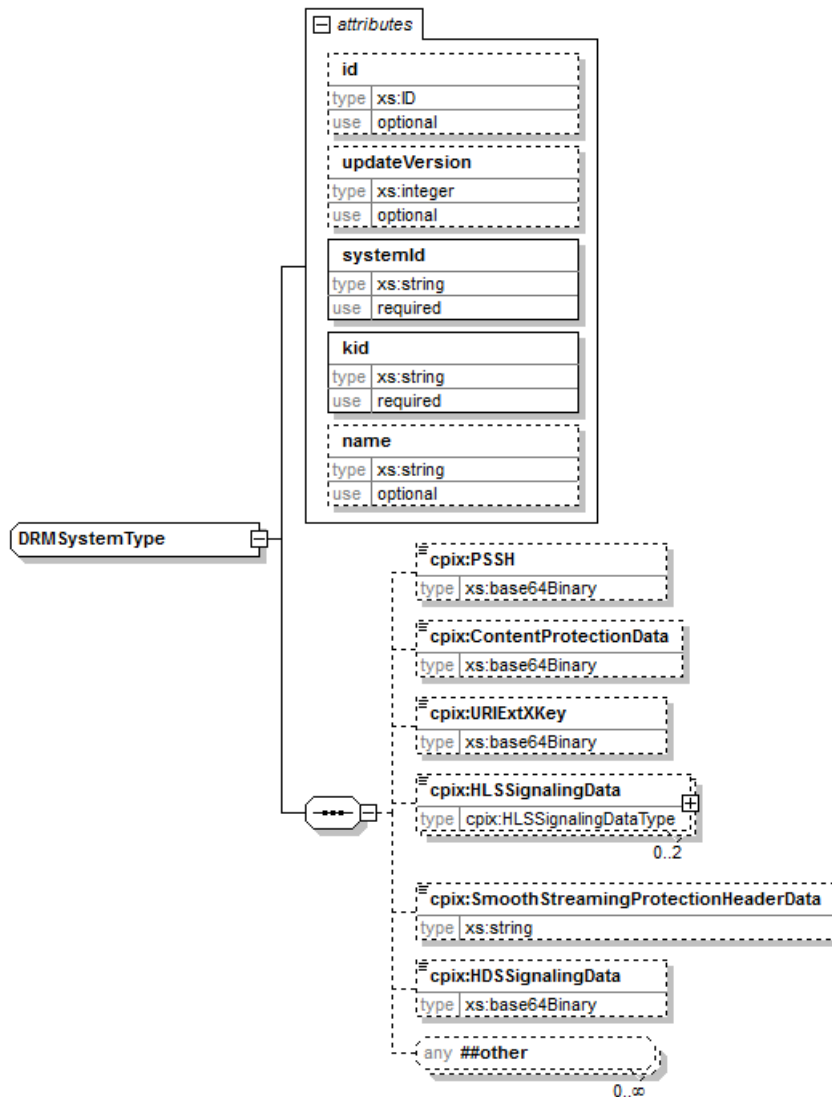 attributes
id
type xs:ID
use optional
updateVersion
type xs:integer
use optional
systemId
type xs:string
use required
kid
type xs:string
use required
name
type xs:string
use optional
DRMSystemType
cpix:PSSH
type xs:base64Binary
cpix:ContentProtectionData
type xs:base64Binary
cpix:URIExtXKey
type xs:base64Binary
cpix:HLSSignalingData
type cpix:HLSSignalingDataType
0..2
cpix:SmoothStreamingProtectionHeaderData
type xs:string
cpix:HDSSignalingData
type xs:base64Binary
any ##other
0..∞